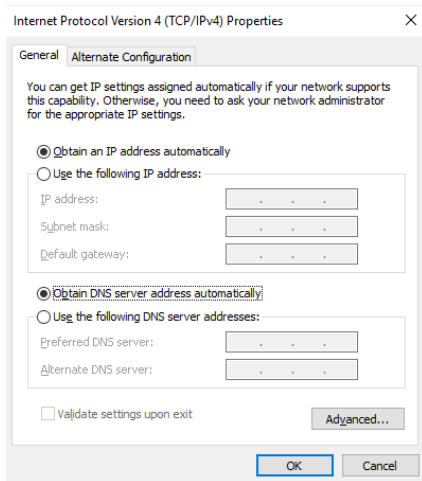 Internet Protocol Version 4 (TCP/IPv4) Properties
General
Alternate Configuration
You can get IP settings assigned automatically if your network supports
this capability. Otherwise, you need to ask your network administrator
for the appropriate IP settings.
Obtain an IP address automatically
Use the following IP address:
IP address:
Subnet mask:
Default gateway:
Obtain DNS server address automatically
Use the following DNS server addresses:
Preferred DNS server:
Alternate DNS server:
Validate settings upon exit
Advanced...
OK
Cancel